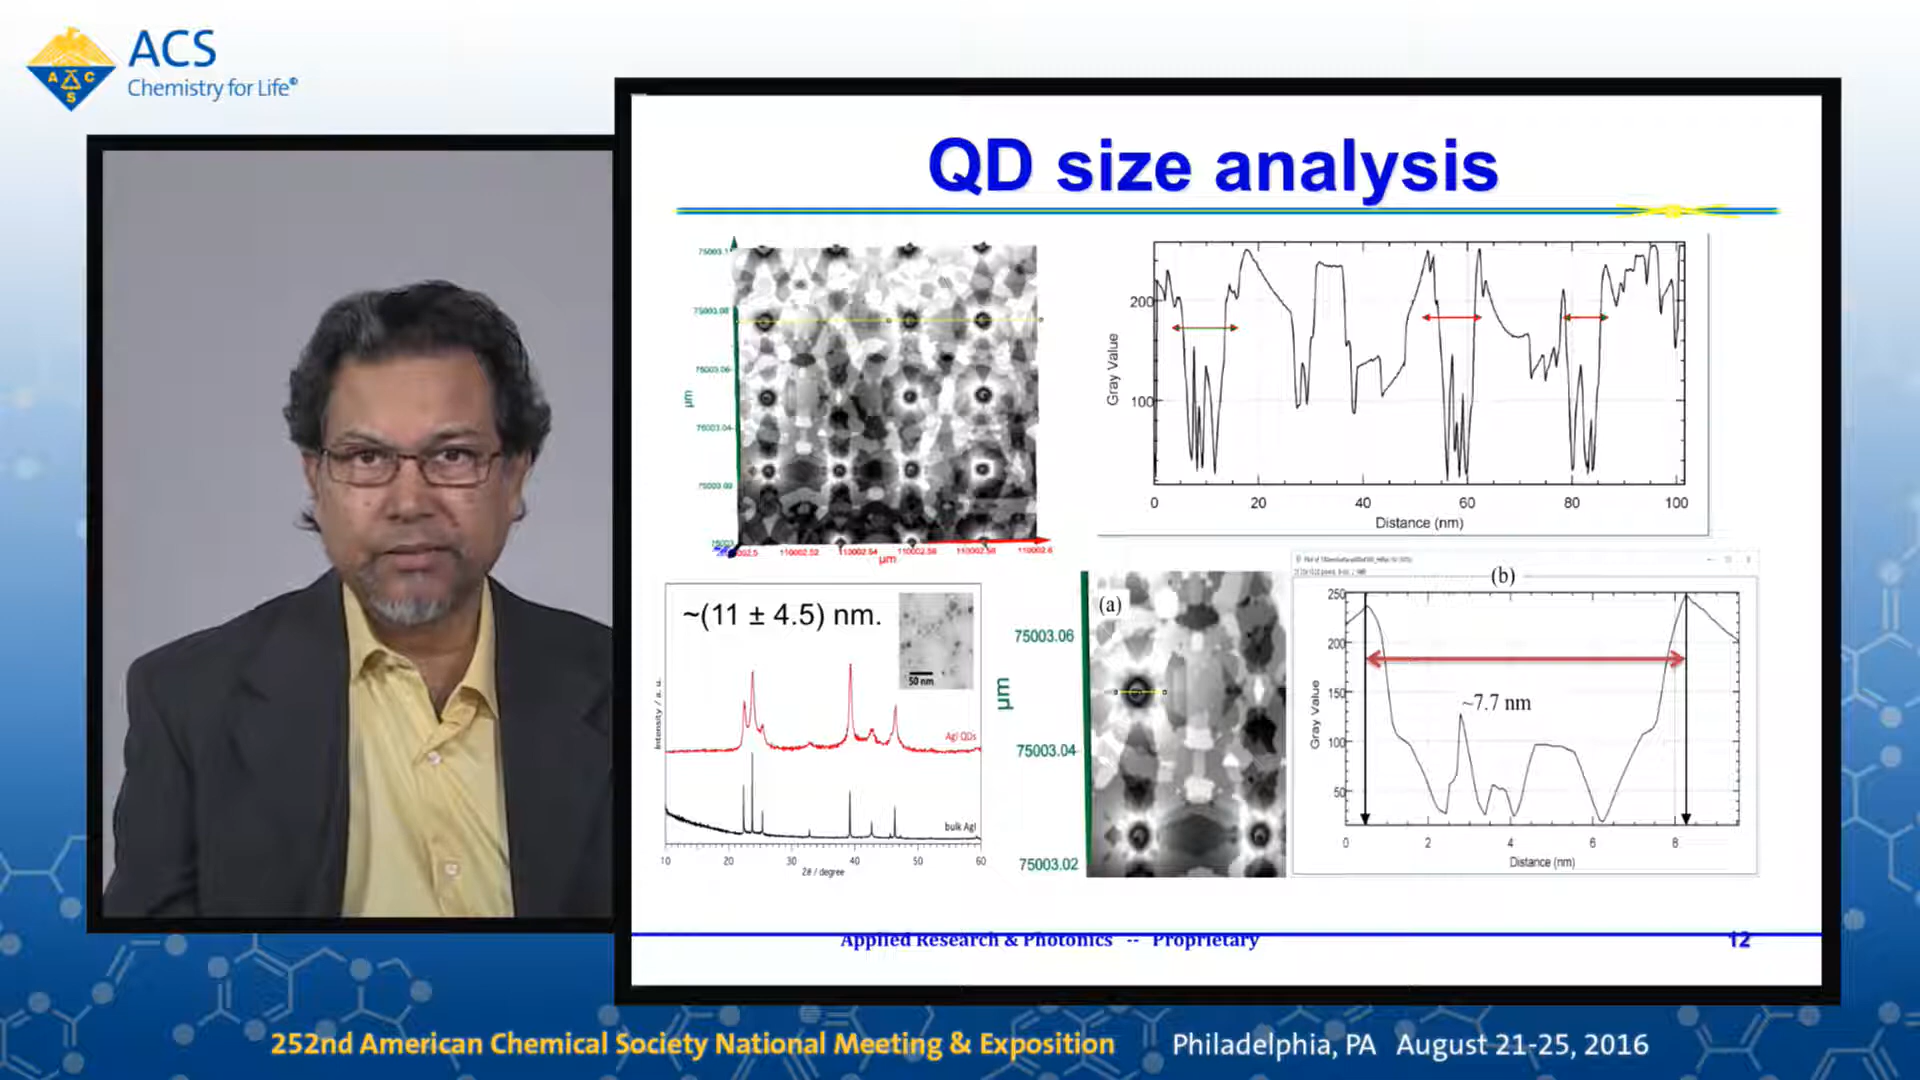 ACS
Chemistry for Life®
A C S
QD size analysis
75003.08
75003.06
75003.04
µm
110002.52
110002.54
110002.56
110002.58
110002.6
µm
Gray Value
200
100
0 20 40 60 80 100
Distance (nm)
~(11 ± 4.5) nm.
50 nm
Intensity / a. u.
AgI QDs
bulk AgI
10 20 30 40 50 60
2θ / degree
75003.06
75003.04
75003.02
µm
(a)
(b)
Gray Value
250
200
150
100
50
~7.7 nm
0 2 4 6 8
Distance (nm)
Applied Research & Photonics -- Proprietary
12
252nd American Chemical Society National Meeting & Exposition
Philadelphia, PA August 21-25, 2016